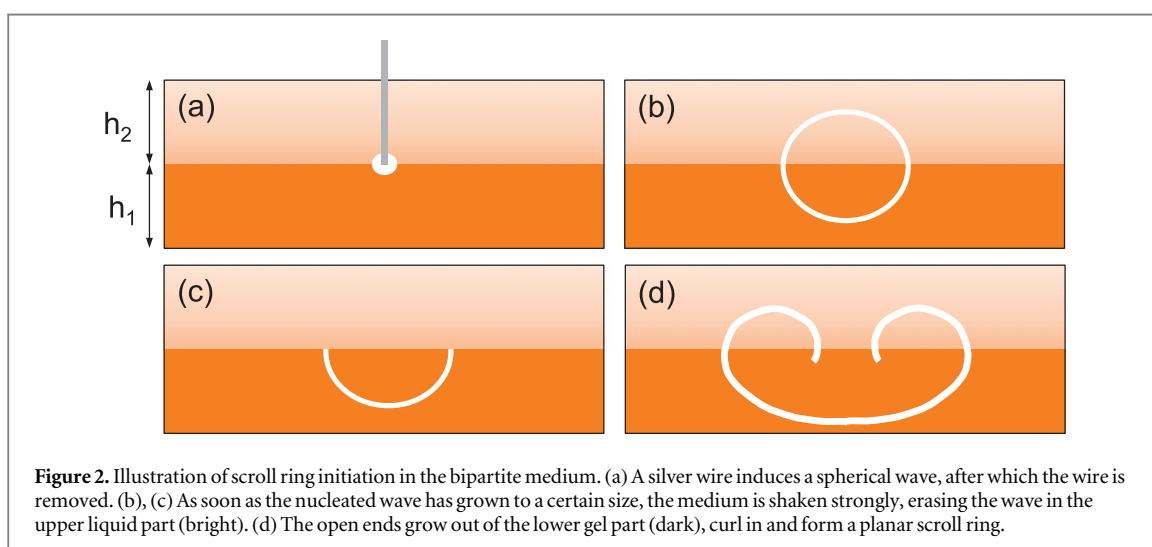 (a)
(b)
h₂
h₁
(c)
(d)
Figure 2. Illustration of scroll ring initiation in the bipartite medium. (a) A silver wire induces a spherical wave, after which the wire is
removed. (b), (c) As soon as the nucleated wave has grown to a certain size, the medium is shaken strongly, erasing the wave in the
upper liquid part (bright). (d) The open ends grow out of the lower gel part (dark), curl in and form a planar scroll ring.